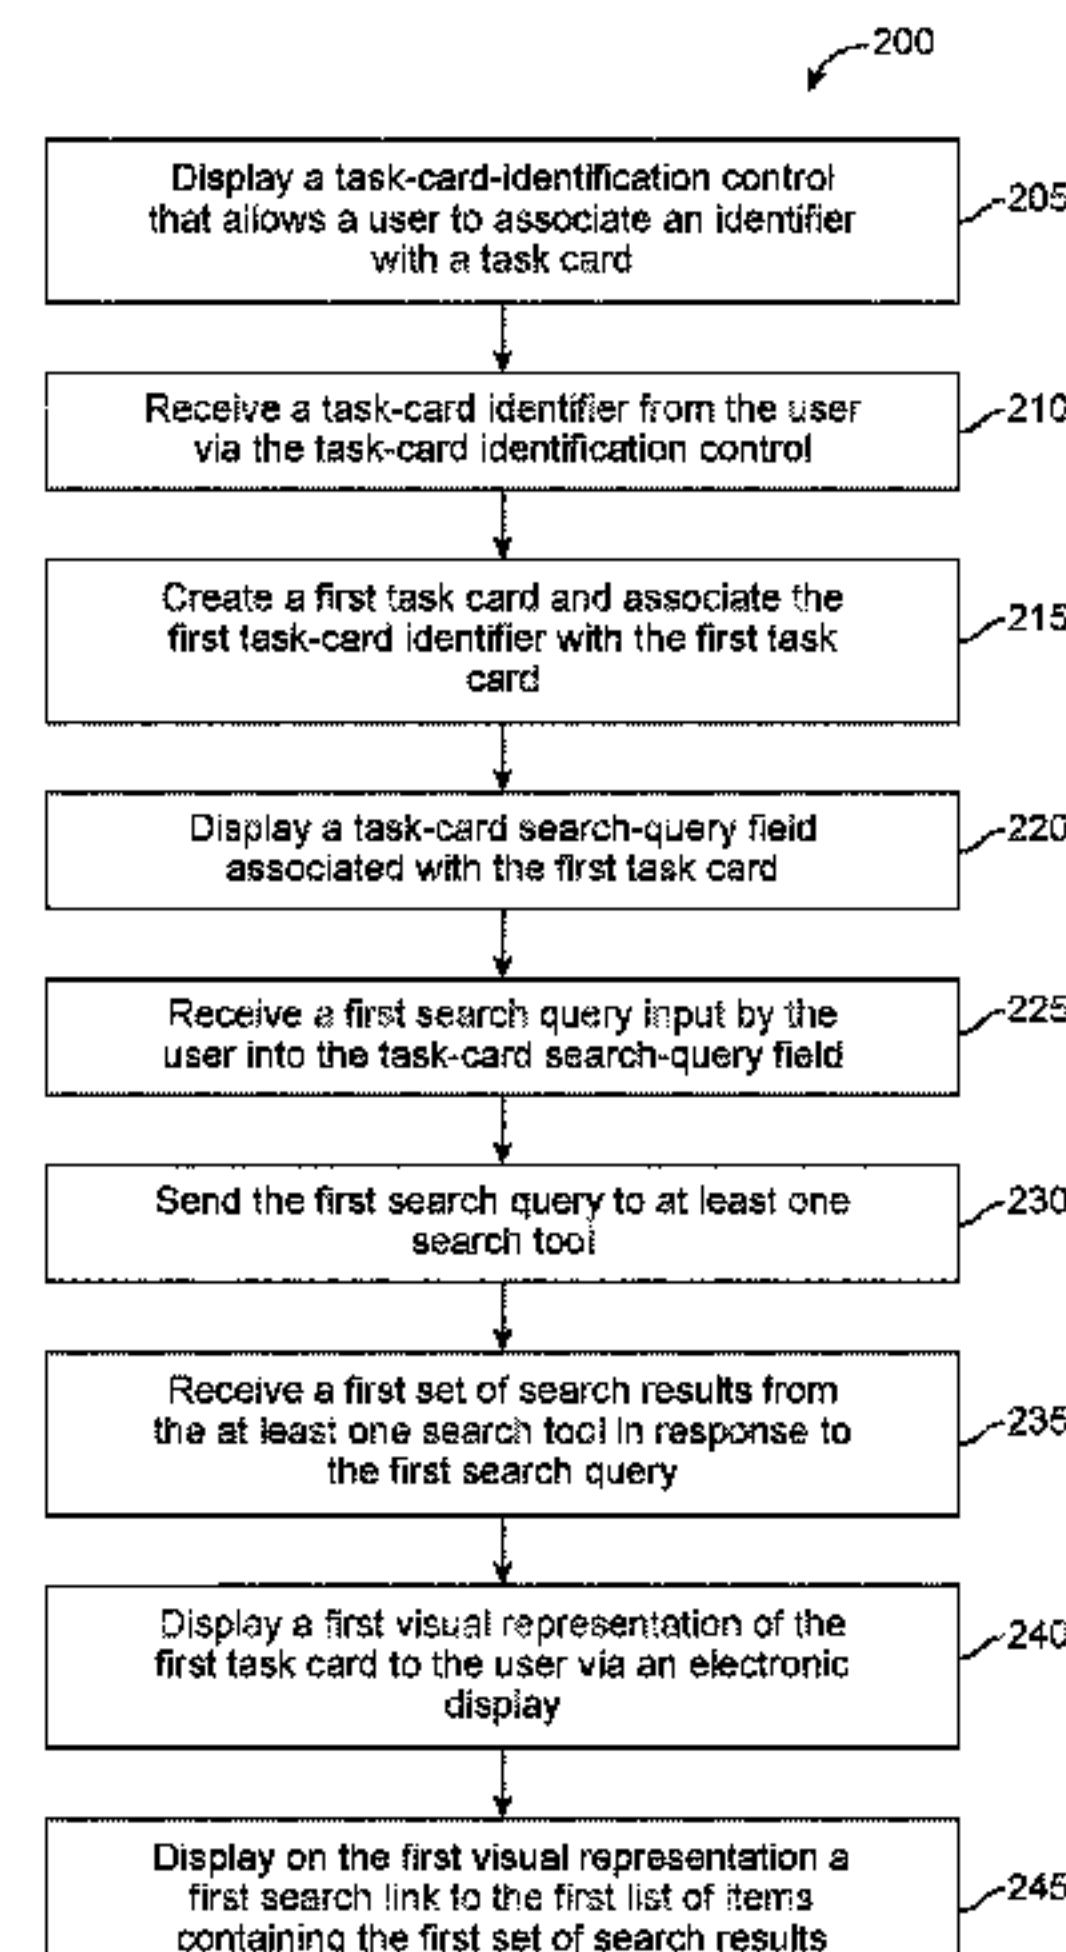 200
Display a task-card-identification control
that allows a user to associate an identifier
with a task card
205
Receive a task-card identifier from the user
via the task-card identification control
210
Create a first task card and associate the
first task-card identifier with the first task
card
215
Display a task-card search-query field
associated with the first task card
220
Receive a first search query input by the
user into the task-card search-query field
225
Send the first search query to at least one
search tool
230
Receive a first set of search results from
the at least one search tool in response to
the first search query
235
Display a first visual representation of the
first task card to the user via an electronic
display
240
Display on the first visual representation a
first search link to the first list of items
containing the first set of search results
245